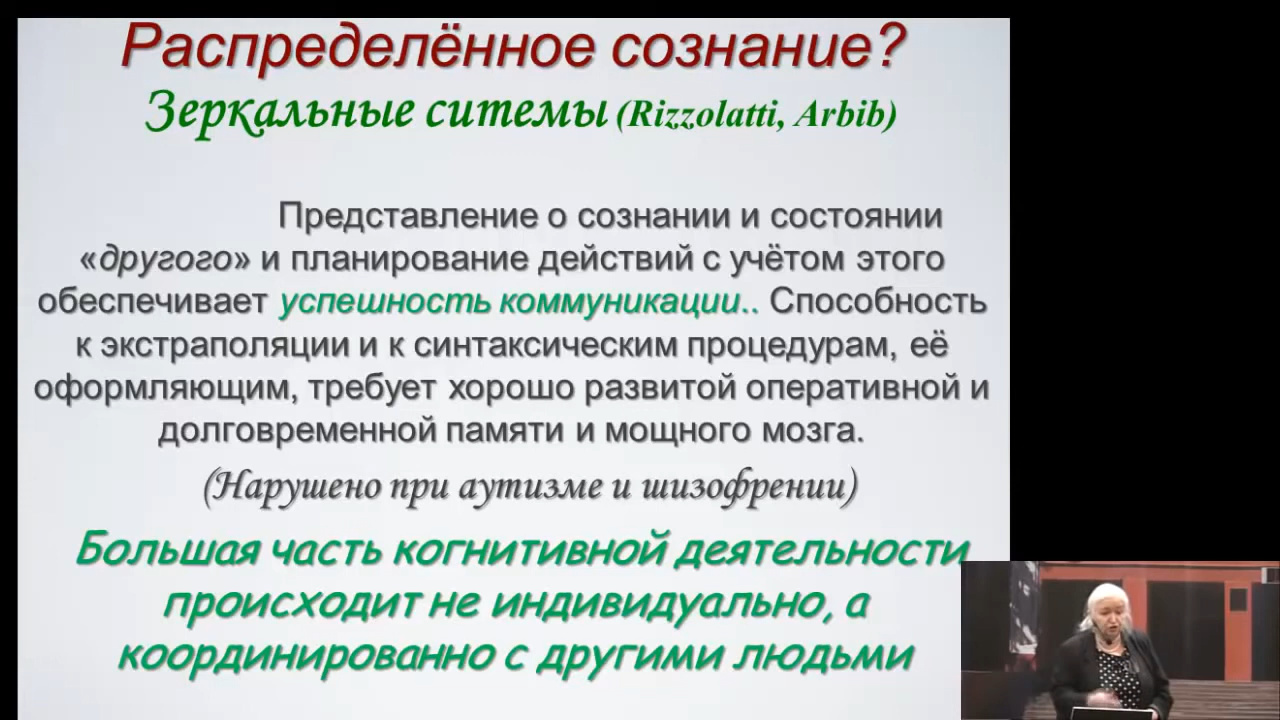 Распределённое сознание?
Зеркальные ситемы (Rizzolatti, Arbib)
Представление о сознании и состоянии
«другого» и планирование действий с учётом этого
обеспечивает успешность коммуникации.. Способность
к экстраполяции и к синтаксическим процедурам, её
оформляющим, требует хорошо развитой оперативной и
долговременной памяти и мощного мозга.
(Нарушено при аутизме и шизофрении)
Большая часть когнитивной деятельности
происходит не индивидуально, а
координированно с другими людьми